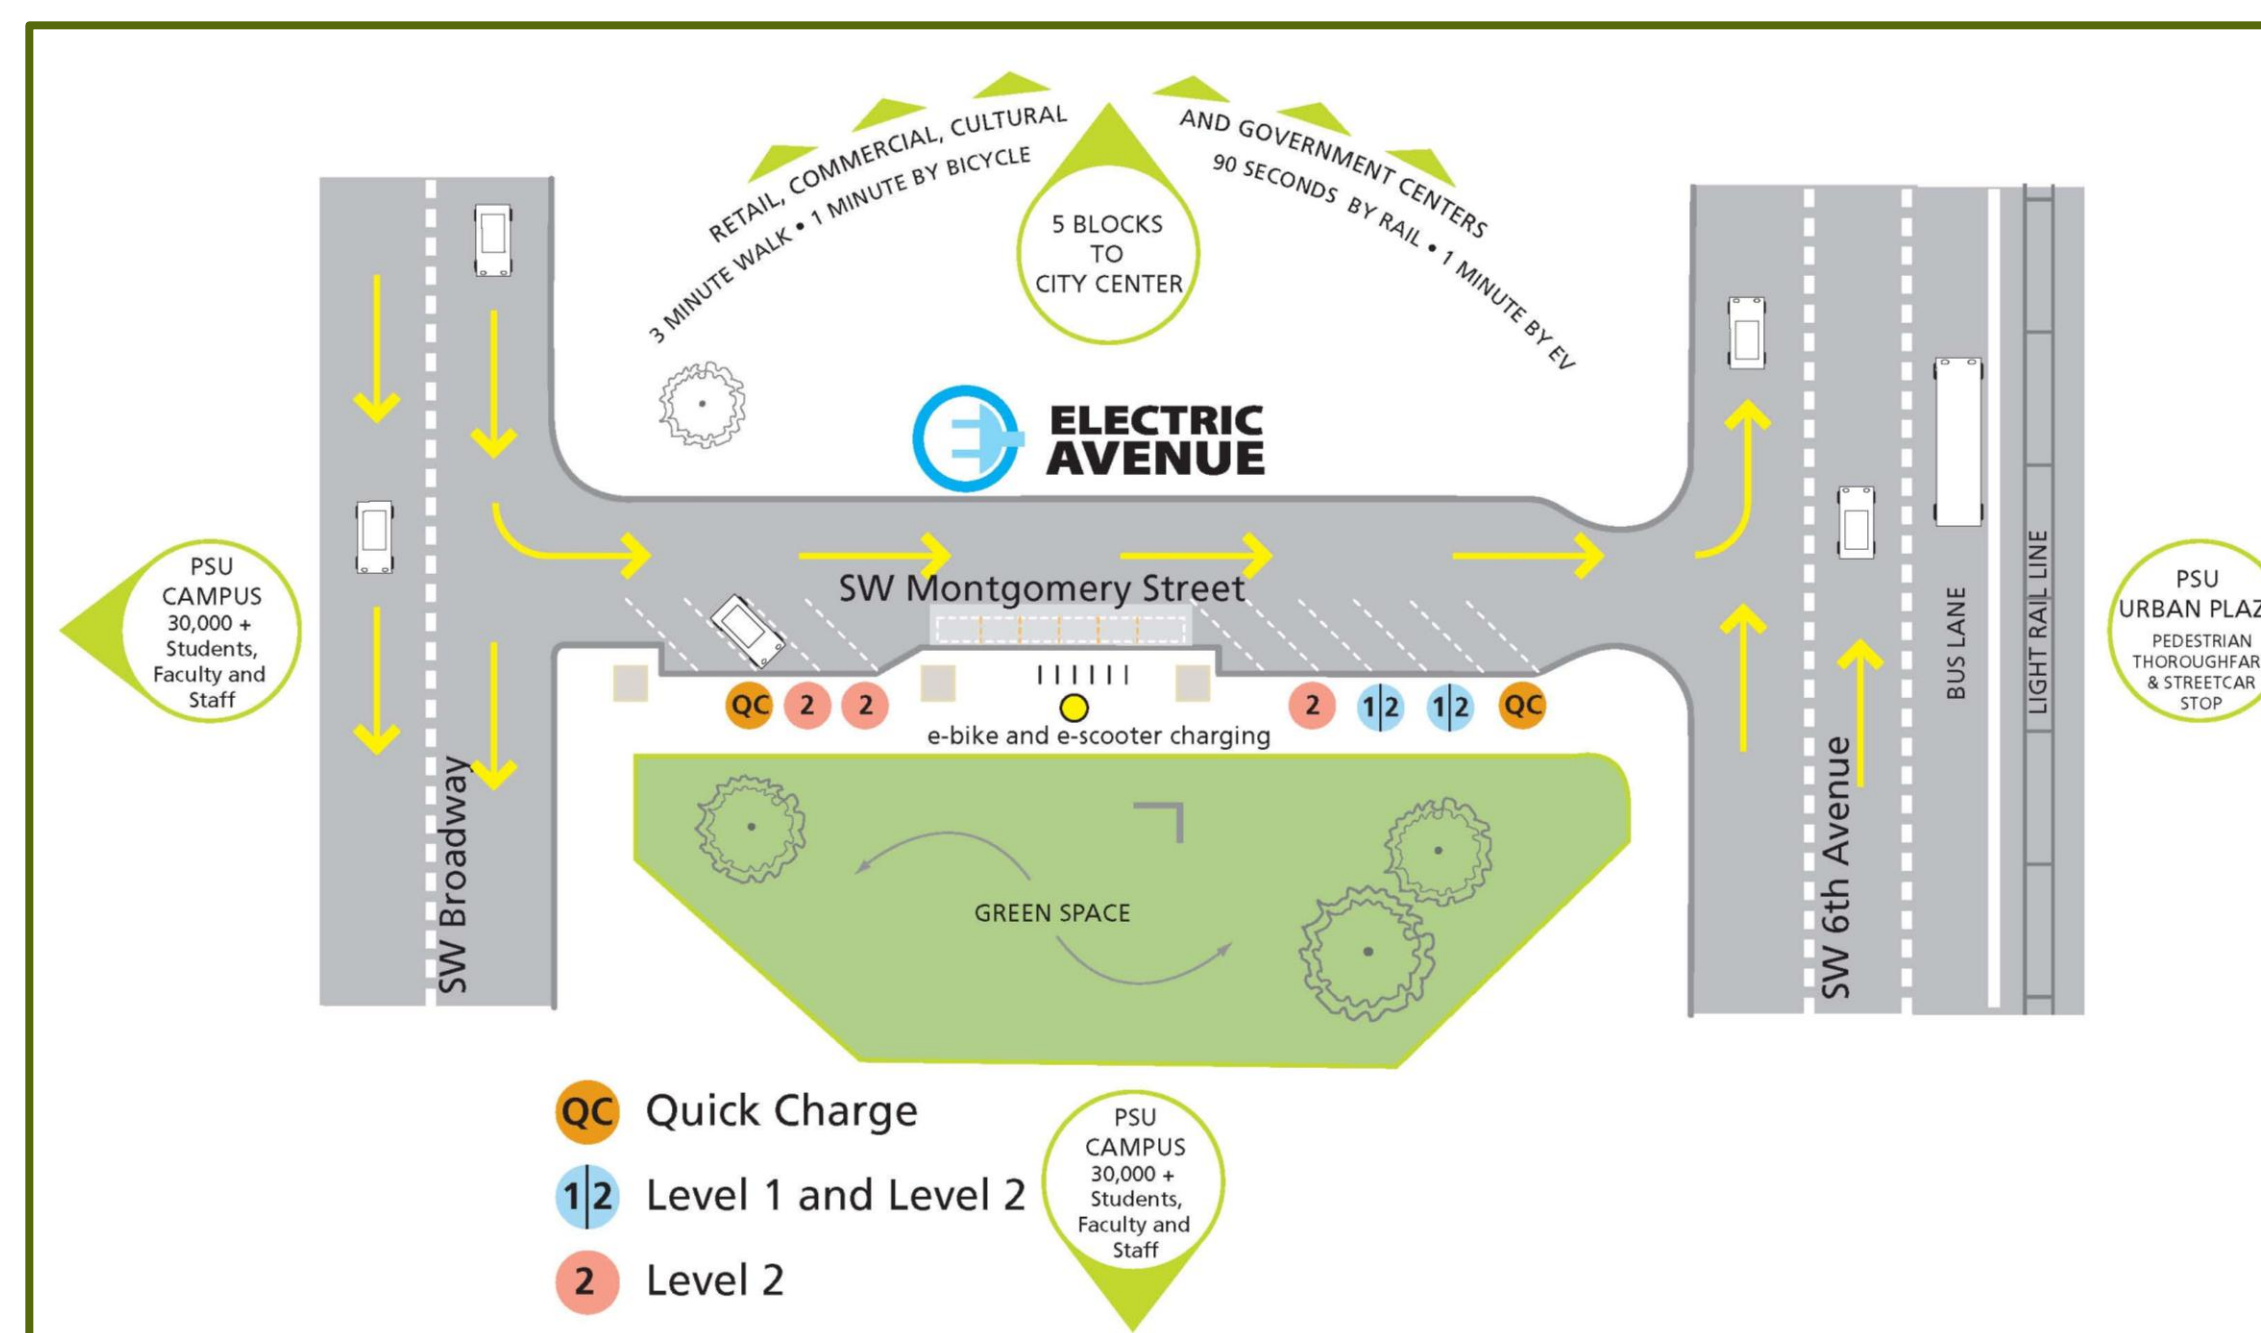 RETAIL, COMMERCIAL, CULTURAL
AND GOVERNMENT CENTERS
3 MINUTE WALK • 1 MINUTE BY BICYCLE
90 SECONDS BY RAIL • 1 MINUTE BY EV
5 BLOCKS
TO
CITY CENTER
ELECTRIC
AVENUE
SW Montgomery Street
PSU
CAMPUS
30,000 +
Students,
Faculty and
Staff
PSU
URBAN PLAZ
PEDESTRIAN
THOROUGHFAR
& STREETCAR
STOP
BUS LANE
LIGHT RAIL LINE
QC
2
2
2
1|2
1|2
QC
e-bike and e-scooter charging
SW Broadway
SW 6th Avenue
GREEN SPACE
QC Quick Charge
1|2 Level 1 and Level 2
2 Level 2
PSU
CAMPUS
30,000 +
Students,
Faculty and
Staff